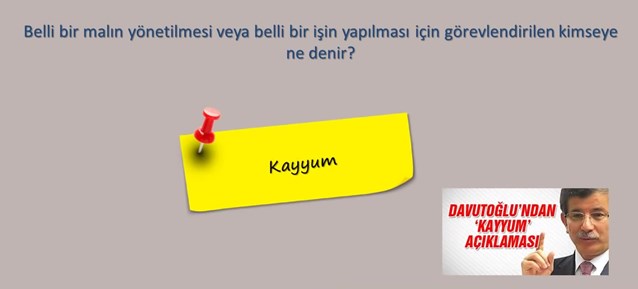 Belli bir malın yönetilmesi veya belli bir işin yapılması için görevlendirilen kimseye
ne denir?
Kayyum
DAVUTOĞLU'NDAN
'KAYYUM'
AÇIKLAMASI